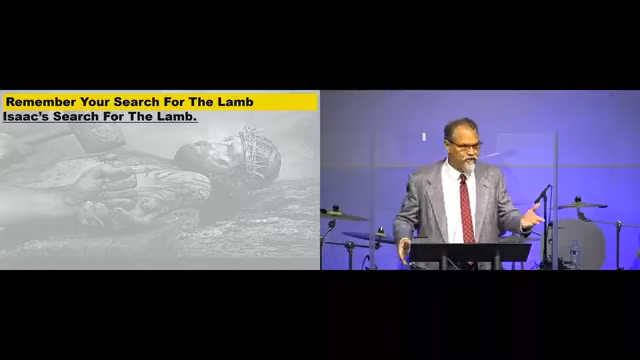 Remember Your Search For The Lamb
Isaac's Search For The Lamb.